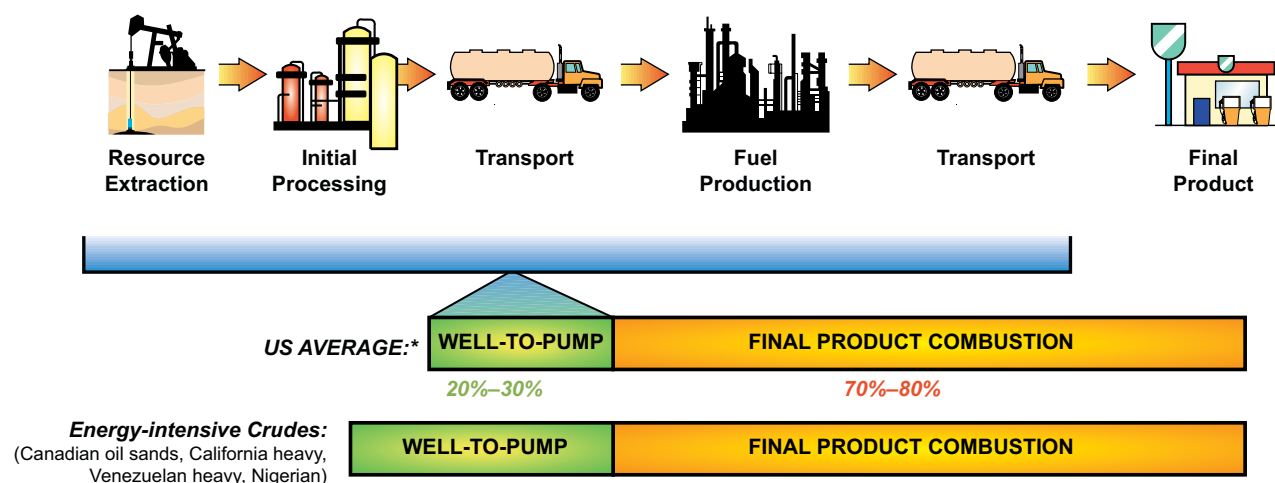 Resource
Extraction
Initial
Processing
Transport
Fuel
Production
Transport
Final
Product
US AVERAGE:*
WELL-TO-PUMP
FINAL PRODUCT COMBUSTION
20%–30%
70%–80%
Energy-intensive Crudes:
(Canadian oil sands, California heavy,
Venezuelan heavy, Nigerian)
WELL-TO-PUMP
FINAL PRODUCT COMBUSTION